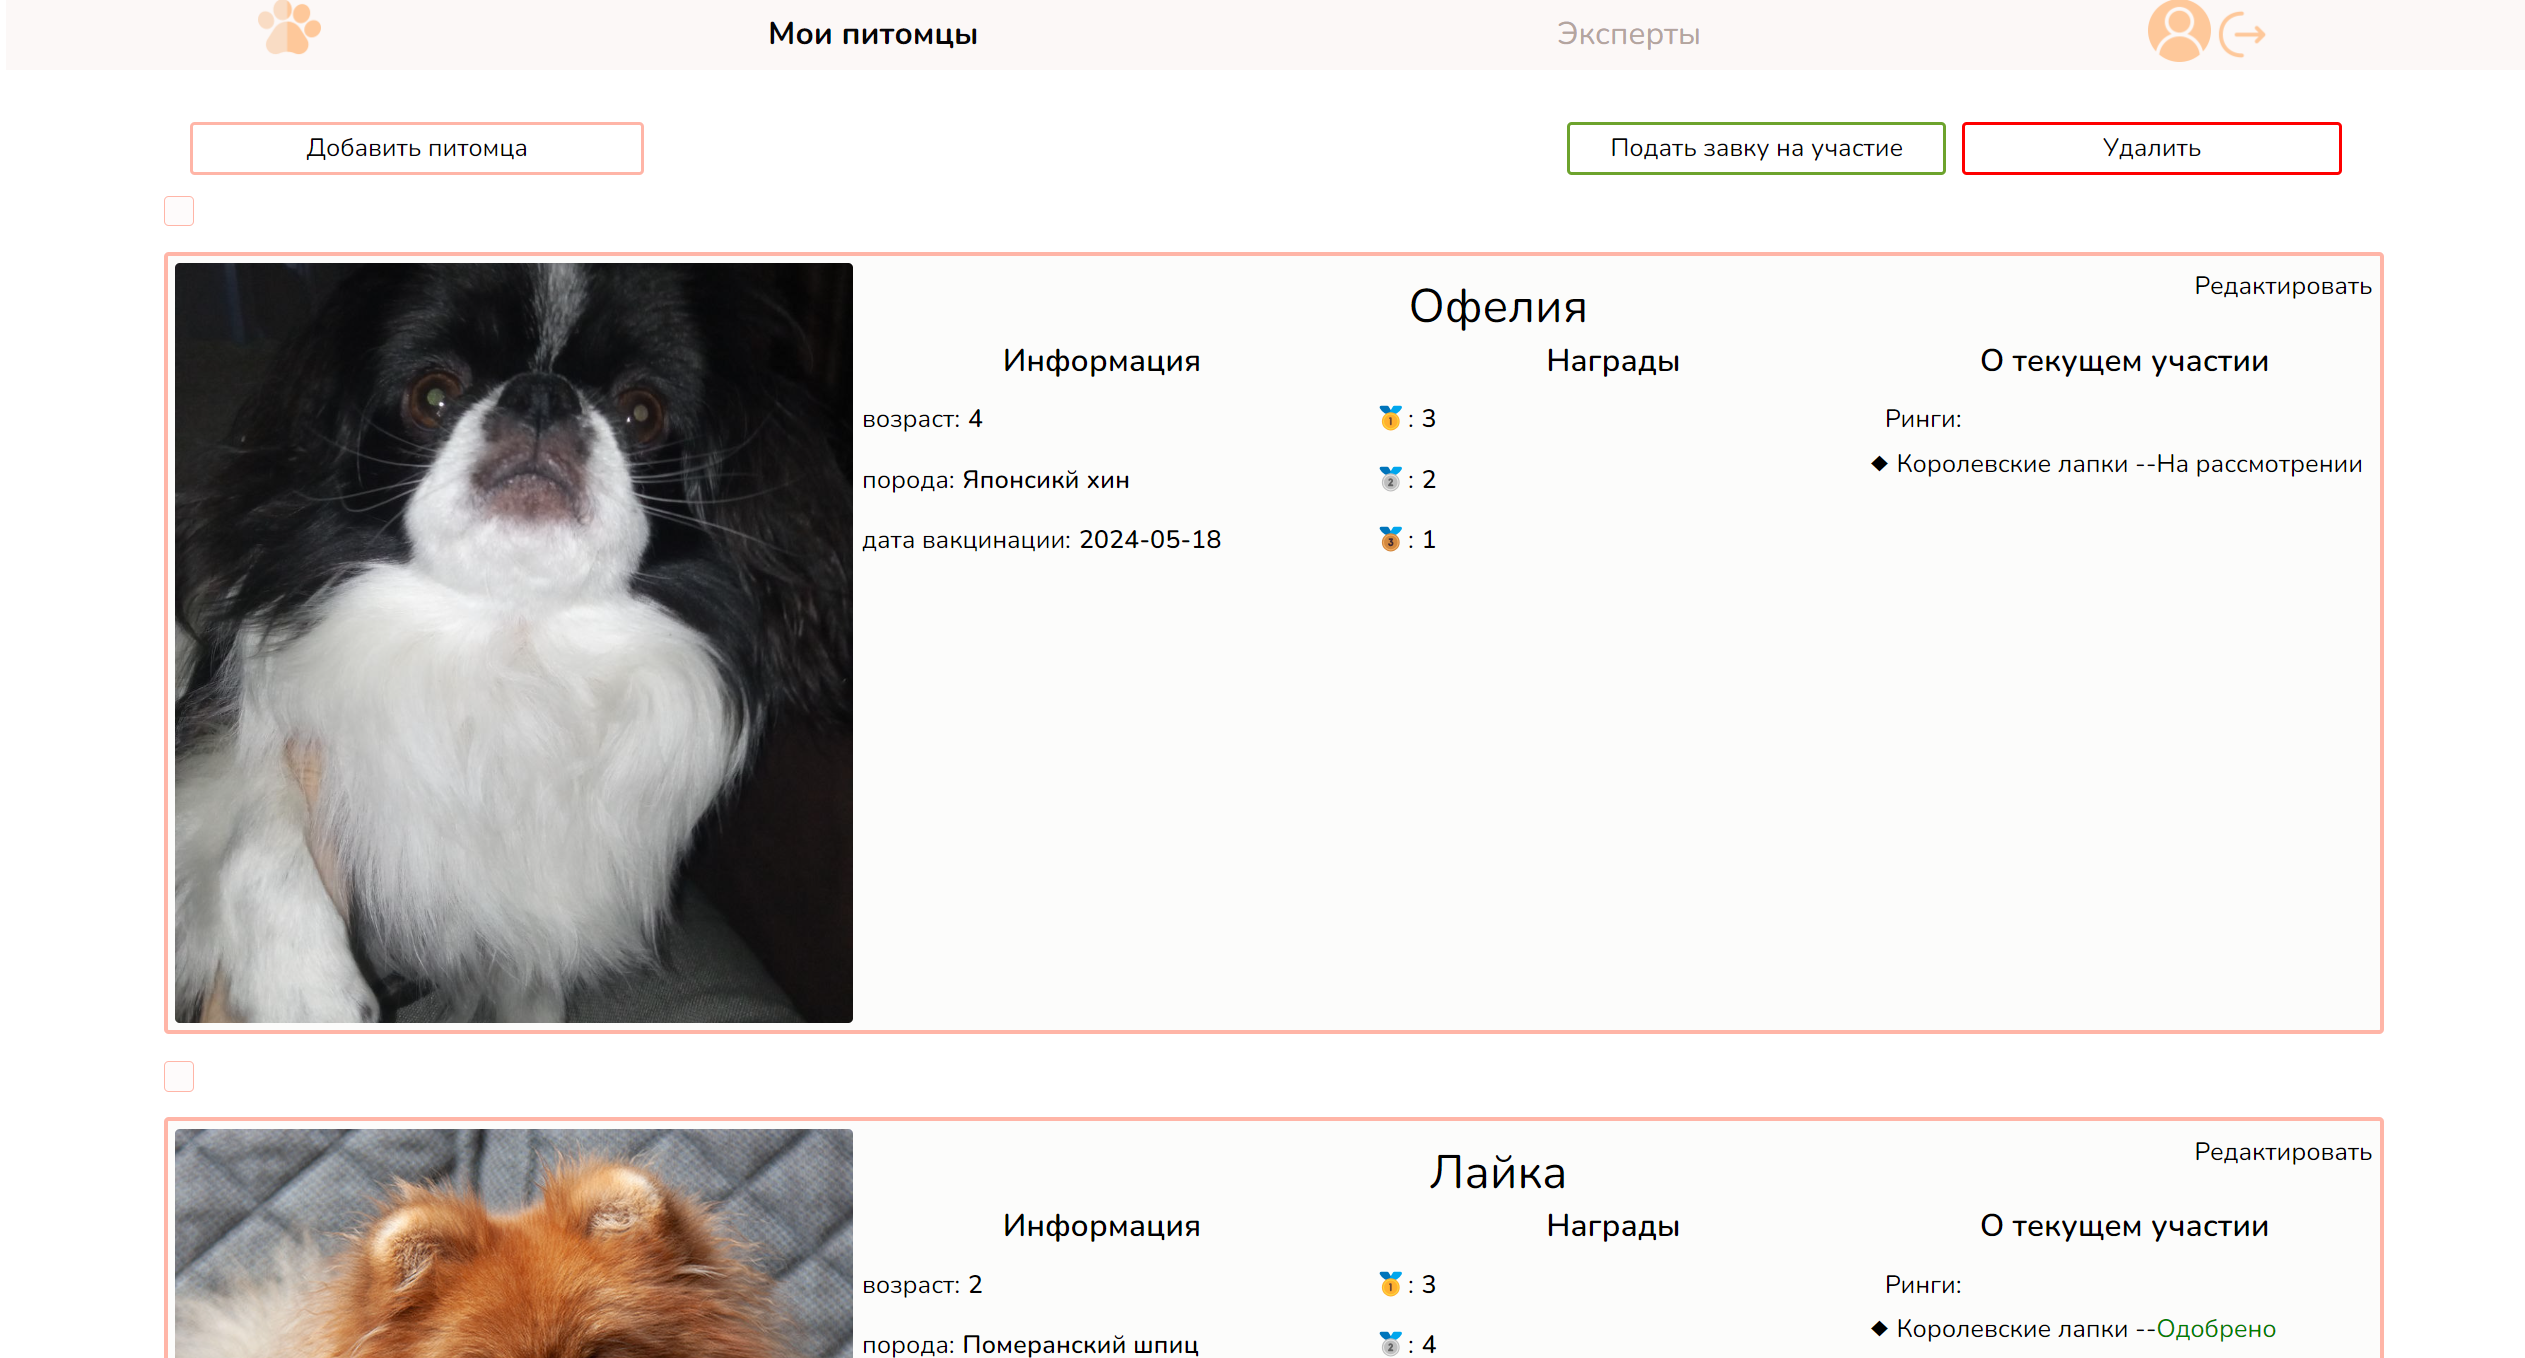 Мои питомцы Эксперты
Добавить питомца Подать завку на участие Удалить
Редактировать
Офелия
Информация Награды О текущем участии
возраст: 4 🥇: 3 Ринги:
◆ Королевские лапки --На рассмотрении
порода: Японсикй хин 🥈: 2
дата вакцинации: 2024-05-18 🥉: 1
Редактировать
Лайка
Информация Награды О текущем участии
возраст: 2 🥇: 3 Ринги:
◆ Королевские лапки --Одобрено
порода: Померанский шпиц 🥈: 4